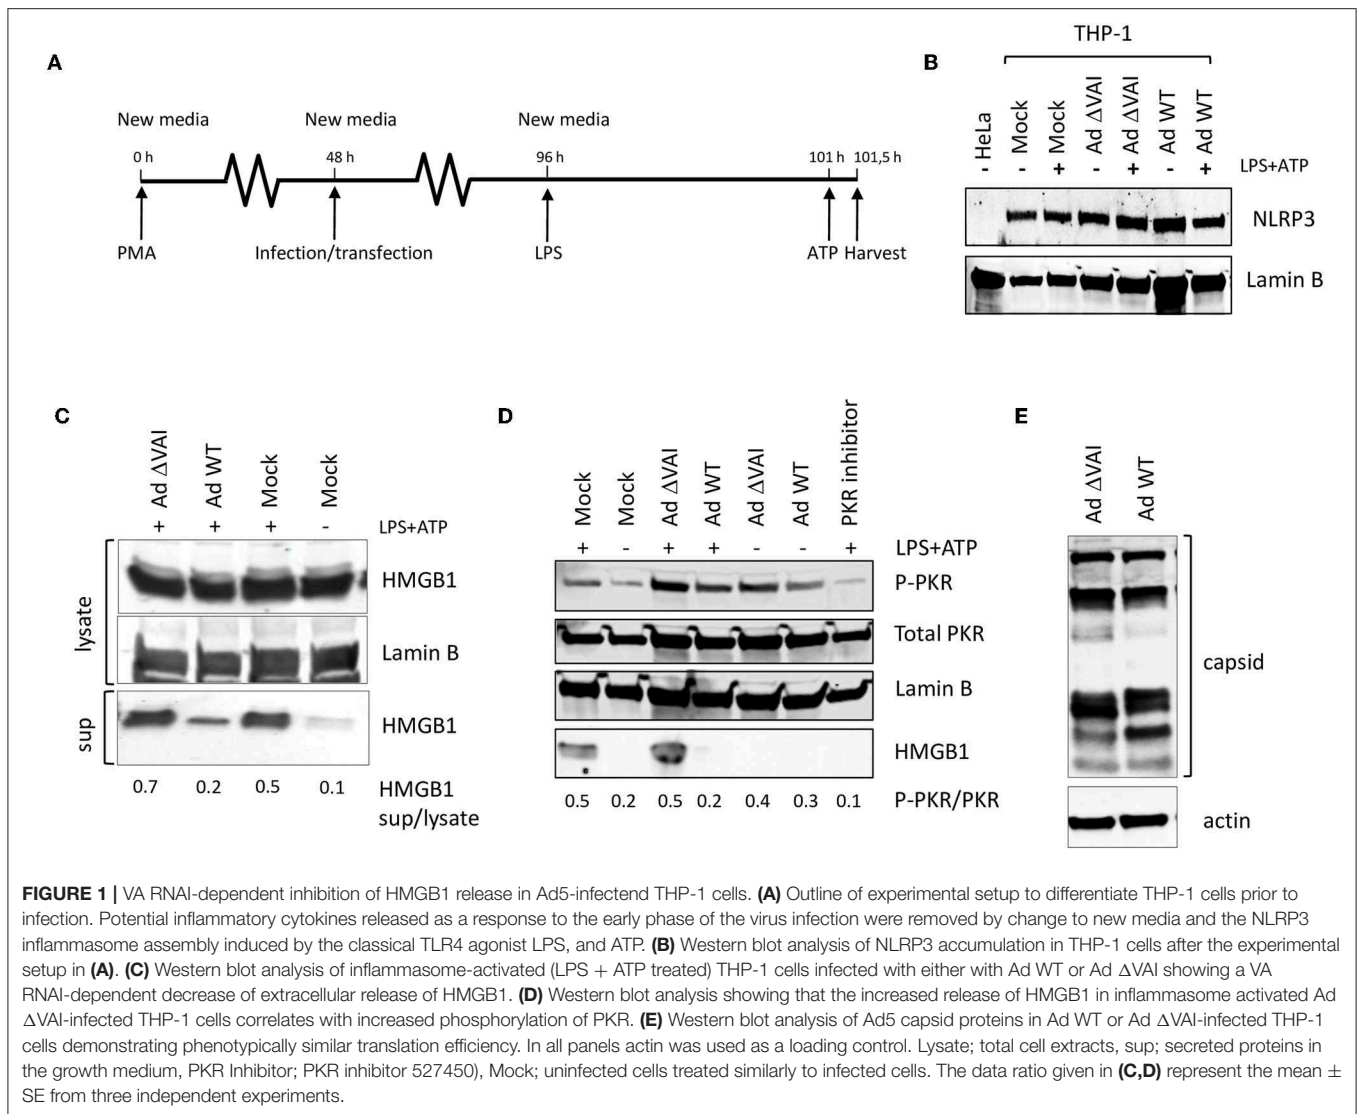 A
New media New media New media
0 h 48 h 96 h 101 h 101,5 h
PMA Infection/transfection LPS ATP Harvest
B
THP-1
HeLa Mock Mock Ad ΔVAI Ad ΔVAI Ad WT Ad WT
- - + - + - + LPS+ATP
NLRP3
Lamin B
C
Ad ΔVAI Ad WT Mock Mock
+ + + - LPS+ATP
lysate
HMGB1
Lamin B
sup
HMGB1
0.7 0.2 0.5 0.1 HMGB1
sup/lysate
D
Mock Mock Ad ΔVAI Ad WT Ad ΔVAI Ad WT PKR inhibitor
+ - + + - - + LPS+ATP
P-PKR
Total PKR
Lamin B
HMGB1
0.5 0.2 0.5 0.2 0.4 0.3 0.1 P-PKR/PKR
E
Ad ΔVAI Ad WT
capsid
actin
FIGURE 1 | VA RNAI-dependent inhibition of HMGB1 release in Ad5-infectend THP-1 cells. (A) Outline of experimental setup to differentiate THP-1 cells prior to
infection. Potential inflammatory cytokines released as a response to the early phase of the virus infection were removed by change to new media and the NLRP3
inflammasome assembly induced by the classical TLR4 agonist LPS, and ATP. (B) Western blot analysis of NLRP3 accumulation in THP-1 cells after the experimental
setup in (A). (C) Western blot analysis of inflammasome-activated (LPS + ATP treated) THP-1 cells infected with either with Ad WT or Ad ΔVAI showing a VA
RNAI-dependent decrease of extracellular release of HMGB1. (D) Western blot analysis showing that the increased release of HMGB1 in inflammasome activated Ad
ΔVAI-infected THP-1 cells correlates with increased phosphorylation of PKR. (E) Western blot analysis of Ad5 capsid proteins in Ad WT or Ad ΔVAI-infected THP-1
cells demonstrating phenotypically similar translation efficiency. In all panels actin was used as a loading control. Lysate; total cell extracts, sup; secreted proteins in
the growth medium, PKR Inhibitor; PKR inhibitor 527450), Mock; uninfected cells treated similarly to infected cells. The data ratio given in (C,D) represent the mean ±
SE from three independent experiments.